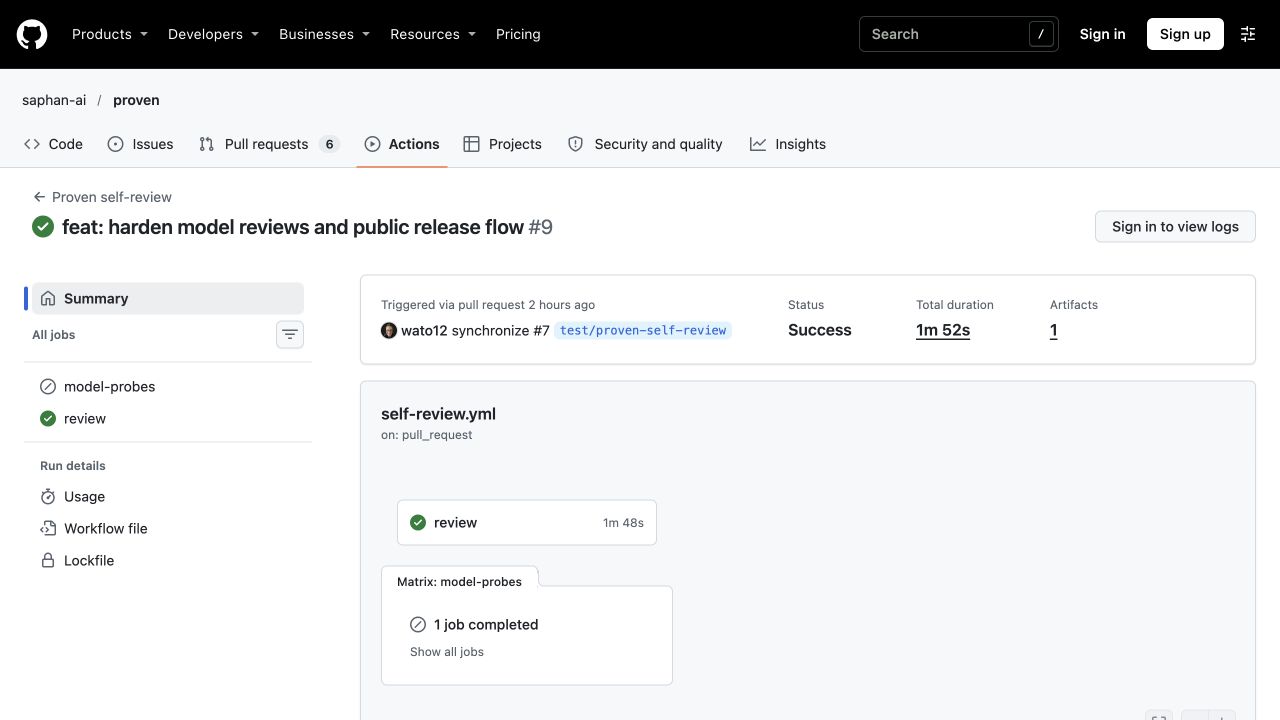 Products Developers Businesses Resources Pricing Search / Sign in Sign up
saphan-ai / proven
Code Issues Pull requests 6 Actions Projects Security and quality Insights
Proven self-review
feat: harden model reviews and public release flow #9
Sign in to view logs
Summary
All jobs
model-probes
review
Run details
Usage
Workflow file
Lockfile
Triggered via pull request 2 hours ago
wato12 synchronize #7 test/proven-self-review
Status
Success
Total duration
1m 52s
Artifacts
1
self-review.yml
on: pull_request
review 1m 48s
Matrix: model-probes
1 job completed
Show all jobs